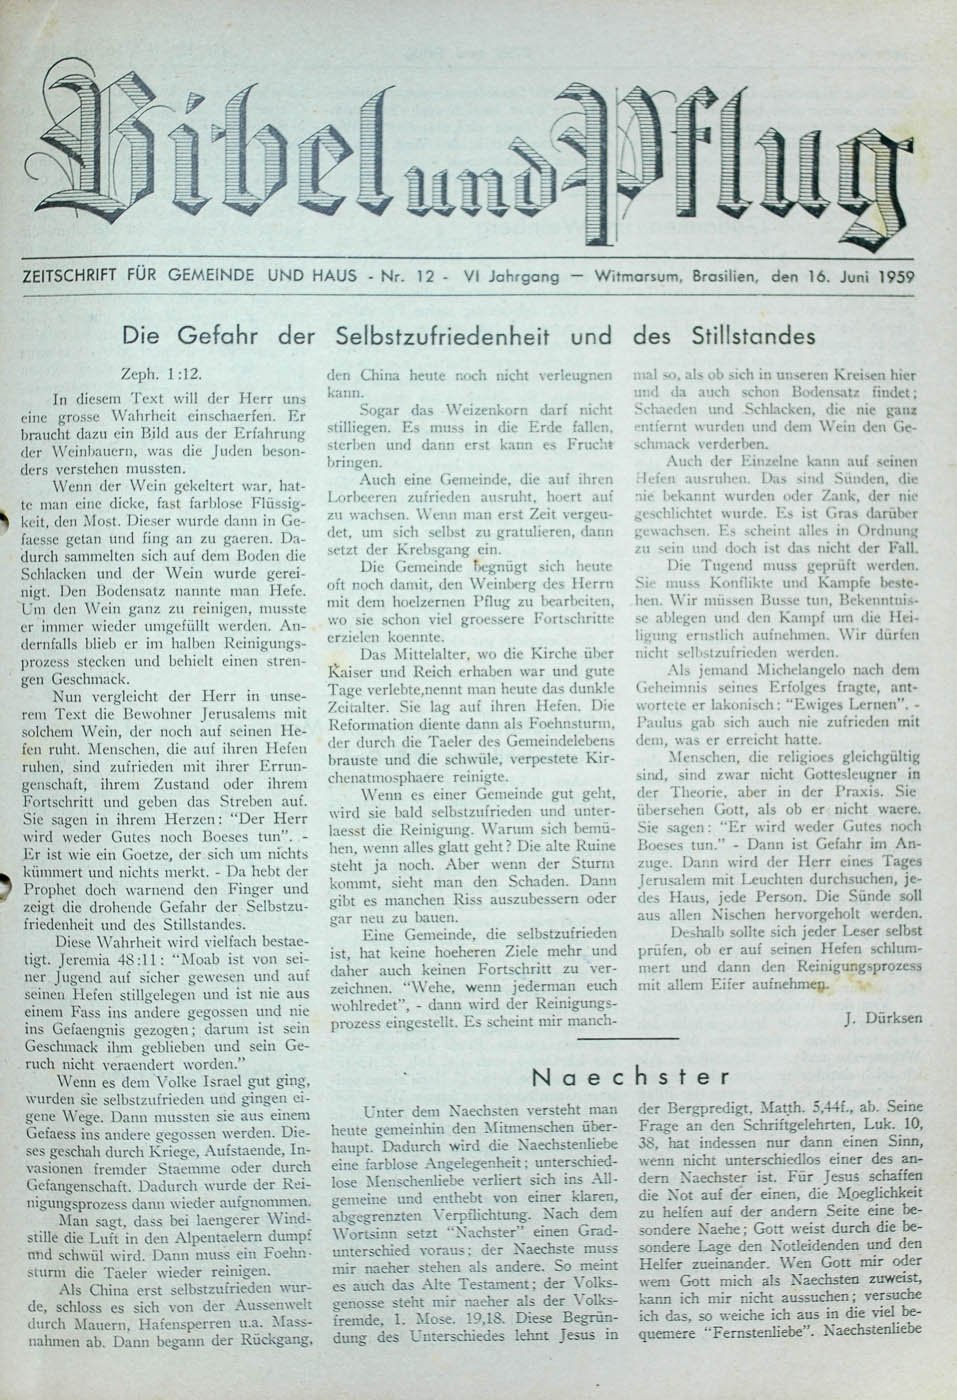 Bibel und Pflug
ZEITSCHRIFT FÜR GEMEINDE UND HAUS - Nr. 12 - VI Jahrgang — Witmarsum, Brasilien, den 16. Juni 1959
Die Gefahr der Selbstzufriedenheit und des Stillstandes
Zeph. 1:12.
In diesem Text will der Herr uns
eine grosse Wahrheit einschaerfen. Er
braucht dazu ein Bild aus der Erfahrung
der Weinbauern, was die Juden beson-
ders verstehen mussten.
Wenn der Wein gekeltert war, hat-
te man eine dicke, fast farblose Flüssig-
keit, den Most. Dieser wurde dann in Ge-
faesse getan und fing an zu gaeren. Da-
durch sammelten sich auf dem Boden die
Schlacken und der Wein wurde gerei-
nigt. Den Bodensatz nannte man Hefe.
Um den Wein ganz zu reinigen, musste
er immer wieder umgefüllt werden. An-
dernfalls blieb er im halben Reinigungs-
prozess stecken und behielt einen stren-
gen Geschmack.
Nun vergleicht der Herr in unse-
rem Text die Bewohner Jerusalems mit
solchem Wein, der noch auf seinen He-
fen ruht. Menschen, die auf ihren Hefen
ruhen, sind zufrieden mit ihrer Errun-
genschaft, ihrem Zustand oder ihrem
Fortschritt und geben das Streben auf.
Sie sagen in ihrem Herzen: "Der Herr
wird weder Gutes noch Boeses tun". -
Er ist wie ein Goetze, der sich um nichts
kümmert und nichts merkt. - Da hebt der
Prophet doch warnend den Finger und
zeigt die drohende Gefahr der Selbstzu-
friedenheit und des Stillstandes.
Diese Wahrheit wird vielfach bestae-
tigt. Jeremia 48:11: "Moab ist von sei-
ner Jugend auf sicher gewesen und auf
seinen Hefen stillgelegen und ist nie aus
einem Fass ins andere gegossen und nie
ins Gefaengnis gezogen; darum ist sein
Geschmack ihm geblieben und sein Ge-
ruch nicht veraendert worden."
Wenn es dem Volke Israel gut ging,
wurden sie selbstzufrieden und gingen ei-
gene Wege. Dann mussten sie aus einem
Gefaess ins andere gegossen werden. Die-
ses geschah durch Kriege, Aufstaende, In-
vasionen fremder Staemme oder durch
Gefangenschaft. Dadurch wurde der Rei-
nigungsprozess dann wieder aufgnommen.
Man sagt, dass bei laengerer Wind-
stille die Luft in den Alpentaelern dumpf
und schwül wird. Dann muss ein Foehn-
sturm die Taeler wieder reinigen.
Als China erst selbstzufrieden wur-
de, schloss es sich von der Aussenwelt
durch Mauern, Hafensperren u.a. Mass-
nahmen ab. Dann begann der Rückgang,
den China heute noch nicht verleugnen
kann.
Sogar das Weizenkorn darf nicht
stilliegen. Es muss in die Erde fallen,
sterben und dann erst kann es Frucht
bringen.
Auch eine Gemeinde, die auf ihren
Lorbeeren zufrieden ausruht, hoert auf
zu wachsen. Wenn man erst Zeit vergeu-
det, um sich selbst zu gratulieren, dann
setzt der Krebsgang ein.
Die Gemeinde begnügt sich heute
oft noch damit, den Weinberg des Herrn
mit dem hoelzernen Pflug zu bearbeiten,
wo sie schon viel groessere Fortschritte
erzielen koennte.
Das Mittelalter, wo die Kirche über
Kaiser und Reich erhaben war und gute
Tage verlebte,nennt man heute das dunkle
Zeitalter. Sie lag auf ihren Hefen. Die
Reformation diente dann als Foehnsturm,
der durch die Taeler des Gemeindelebens
brauste und die schwüle, verpestete Kir-
chenatmosphaere reinigte.
Wenn es einer Gemeinde gut geht,
wird sie bald selbstzufrieden und unter-
laesst die Reinigung. Warum sich bemü-
hen, wenn alles glatt geht? Die alte Ruine
steht ja noch. Aber wenn der Sturm
kommt, sieht man den Schaden. Dann
gibt es manchen Riss auszubessern oder
gar neu zu bauen.
Eine Gemeinde, die selbstzufrieden
ist, hat keine hoeheren Ziele mehr und
daher auch keinen Fortschritt zu ver-
zeichnen. "Wehe, wenn jederman euch
wohlredet", - dann wird der Reinigungs-
prozess eingestellt. Es scheint mir manch-
mal so, als ob sich in unseren Kreisen hier
und da auch schon Bodensatz findet;
Schaeden und Schlacken, die nie ganz
entfernt wurden und dem Wein den Ge-
schmack verderben.
Auch der Einzelne kann auf seinen
Hefen ausruhen. Das sind Sünden, die
nie bekannt wurden oder Zank, der nie
geschlichtet wurde. Es ist Gras darüber
gewachsen. Es scheint alles in Ordnung
zu sein und doch ist das nicht der Fall.
Die Tugend muss geprüft werden.
Sie muss Konflikte und Kampfe beste-
hen. Wir müssen Busse tun, Bekenntnis-
se ablegen und den Kampf um die Hei-
ligung ernstlich aufnehmen. Wir dürfen
nicht selbstzufrieden werden.
Als jemand Michelangelo nach dem
Geheimnis seines Erfolges fragte, ant-
wortete er lakonisch: "Ewiges Lernen". -
Paulus gab sich auch nie zufrieden mit
dem, was er erreicht hatte.
Menschen, die religioes gleichgültig
sind, sind zwar nicht Gottesleugner in
der Theorie, aber in der Praxis. Sie
übersehen Gott, als ob er nicht waere.
Sie sagen: "Er wird weder Gutes noch
Boeses tun." - Dann ist Gefahr im An-
zuge. Dann wird der Herr eines Tages
Jerusalem mit Leuchten durchsuchen, je-
des Haus, jede Person. Die Sünde soll
aus allen Nischen hervorgeholt werden.
Deshalb sollte sich jeder Leser selbst
prüfen, ob er auf seinen Hefen schlum-
mert und dann den Reinigungsprozess
mit allem Eifer aufnehmen.
J. Dürksen
Naechster
Unter dem Naechsten versteht man
heute gemeinhin den Mitmenschen über-
haupt. Dadurch wird die Naechstenliebe
eine farblose Angelegenheit; unterschied-
lose Menschenliebe verliert sich ins All-
gemeine und enthebt von einer klaren,
abgegrenzten Verpflichtung. Nach dem
Wortsinn setzt "Nachster" einen Grad-
unterschied voraus; der Naechste muss
mir naeher stehen als andere. So meint
es auch das Alte Testament; der Volks-
genosse steht mir naeher als der Volks-
fremde, 1. Mose. 19,18. Diese Begrün-
dung des Unterschiedes lehnt Jesus in
der Bergpredigt, Matth. 5,44f., ab. Seine
Frage an den Schriftgelehrten, Luk. 10,
38, hat indessen nur dann einen Sinn,
wenn nicht unterschiedlos einer des an-
dern Naechster ist. Für Jesus schaffen
die Not auf der einen, die Moeglichkeit
zu helfen auf der andern Seite eine be-
sondere Naehe; Gott weist durch die be-
sondere Lage den Notleidenden und den
Helfer zueinander. Wen Gott mir oder
wem Gott mich als Naechsten zuweist,
kann ich mir nicht aussuchen; versuche
ich das, so weiche ich aus in die viel be-
quemere "Fernstenliebe". Naechstenliebe